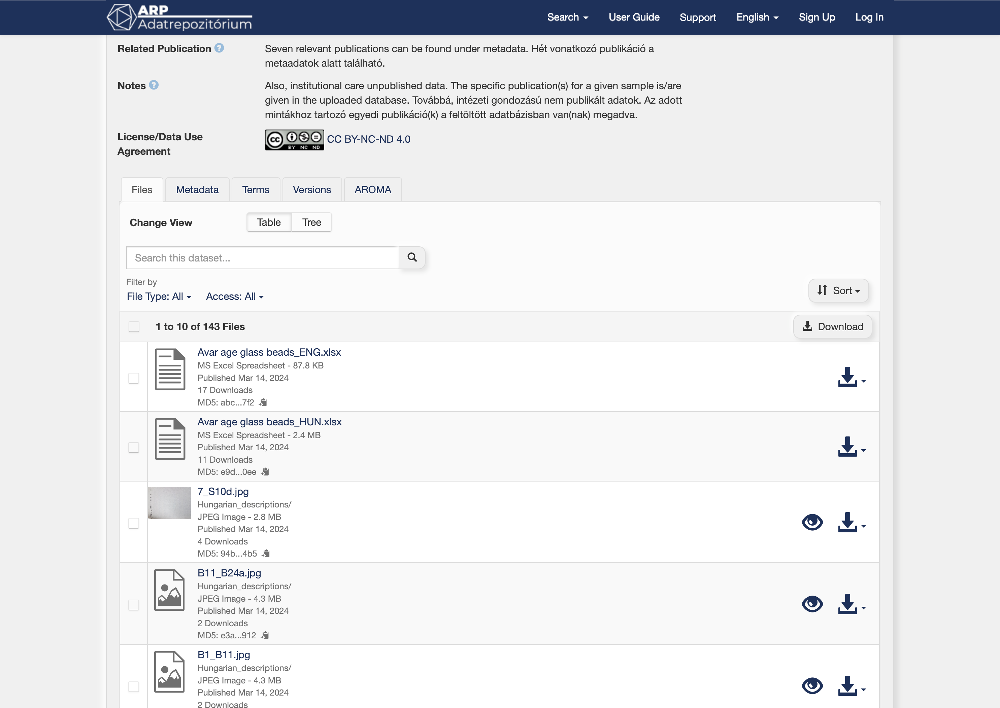 ARP
Adatrepozitórium
Search User Guide Support English Sign Up Log In
Related Publication
Seven relevant publications can be found under metadata. Hét vonatkozó publikáció a
metaadatok alatt található.
Notes
Also, institutional care unpublished data. The specific publication(s) for a given sample is/are
given in the uploaded database. Továbbá, intézeti gondozású nem publikált adatok. Az adott
mintákhoz tartozó egyedi publikáció(k) a feltöltött adatbázisban van(nak) megadva.
License/Data Use
Agreement
CC BY NC ND CC BY-NC-ND 4.0
Files Metadata Terms Versions AROMA
Change View Table Tree
Search this dataset...
Filter by
File Type: All Access: All
Sort
1 to 10 of 143 Files
Download
Avar age glass beads_ENG.xlsx
MS Excel Spreadsheet - 87.8 KB
Published Mar 14, 2024
17 Downloads
MD5: abc...7f2
Avar age glass beads_HUN.xlsx
MS Excel Spreadsheet - 2.4 MB
Published Mar 14, 2024
11 Downloads
MD5: e9d...0ee
7_S10d.jpg
Hungarian_descriptions/
JPEG Image - 2.8 MB
Published Mar 14, 2024
4 Downloads
MD5: 94b...4b5
B11_B24a.jpg
Hungarian_descriptions/
JPEG Image - 4.3 MB
Published Mar 14, 2024
2 Downloads
MD5: e3a...912
B1_B11.jpg
Hungarian_descriptions/
JPEG Image - 4.3 MB
Published Mar 14, 2024
2 Downloads